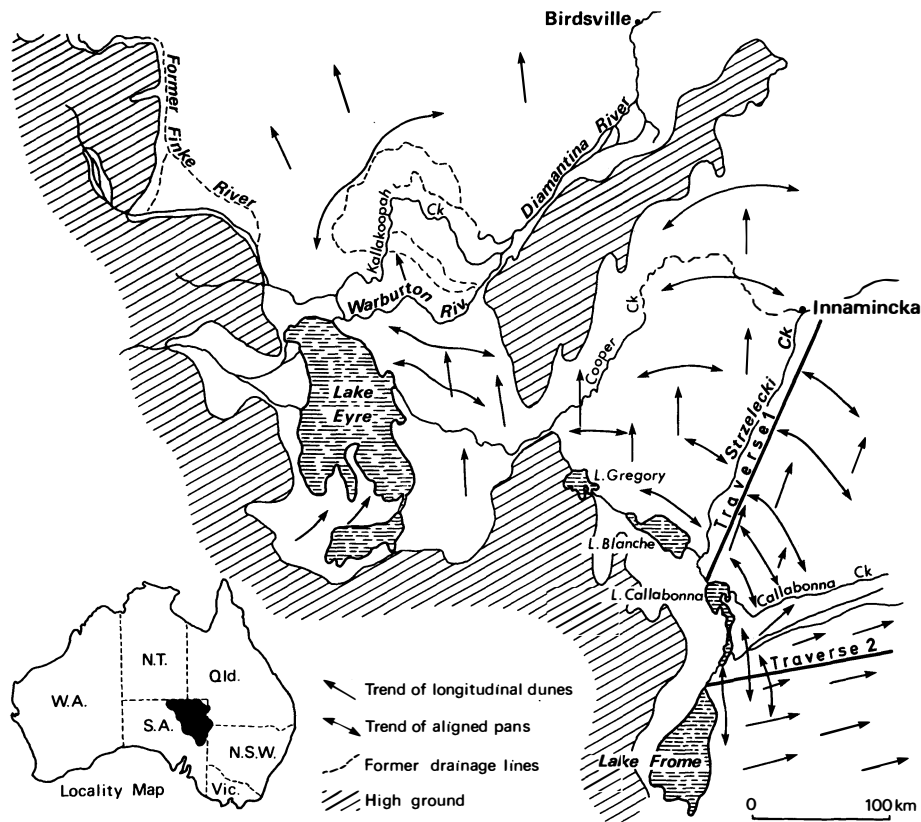 Birdsville
Former Finke River
Diamantina River
Kallakoopah Ck
Warburton Riv.
Innamincka
Cooper Ck
Strzelecki Ck
Traverse 1
Lake Eyre
L. Gregory
L. Blanche
L. Callabonna
Callabonna Ck
Traverse 2
Lake Frome
N.T.
Qld.
W.A.
S.A.
N.S.W.
Vic.
Locality Map
Trend of longitudinal dunes
Trend of aligned pans
Former drainage lines
High ground
0 100 km